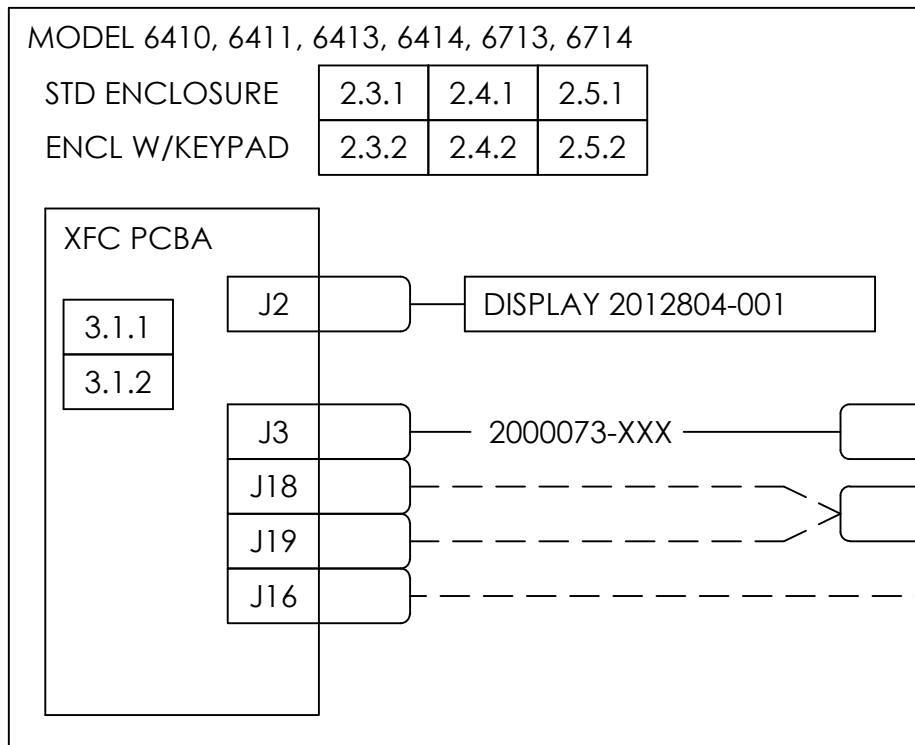 MODEL 6410, 6411, 6413, 6414, 6713, 6714
STD ENCLOSURE 2.3.1 2.4.1 2.5.1
ENCL W/KEYPAD 2.3.2 2.4.2 2.5.2
XFC PCBA
J2 DISPLAY 2012804-001
3.1.1
3.1.2
J3 2000073-XXX
J18
J19
J16